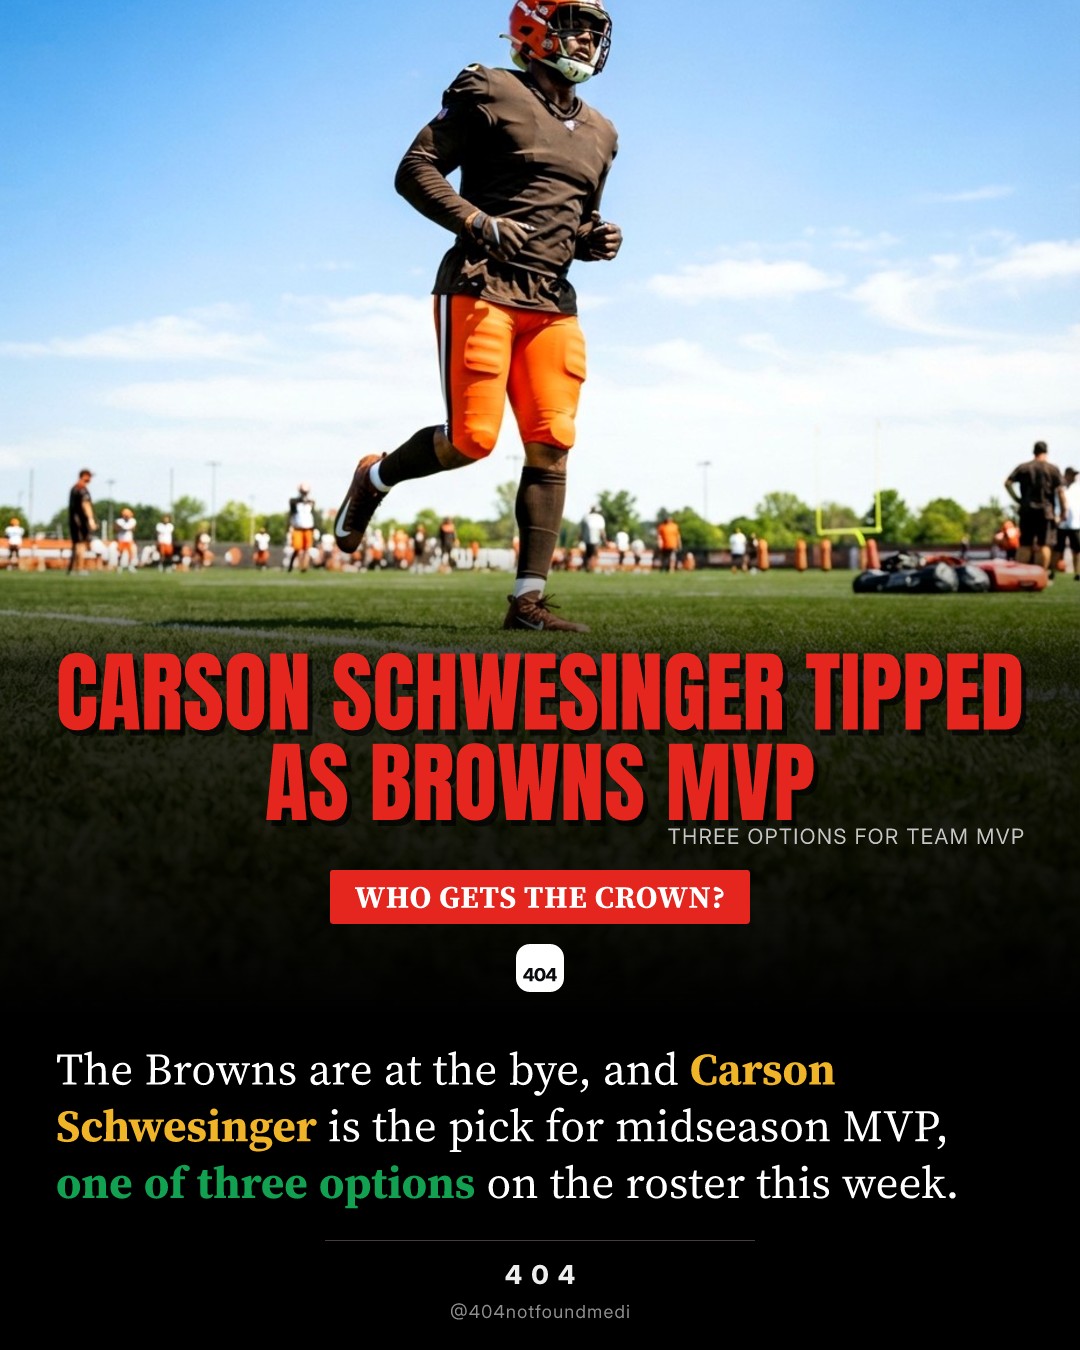 CARSON SCHWESINGER TIPPED
AS BROWNS MVP
THREE OPTIONS FOR TEAM MVP
WHO GETS THE CROWN?
404
The Browns are at the bye, and Carson
Schwesinger is the pick for midseason MVP,
one of three options on the roster this week.
404
@404notfoundmedi